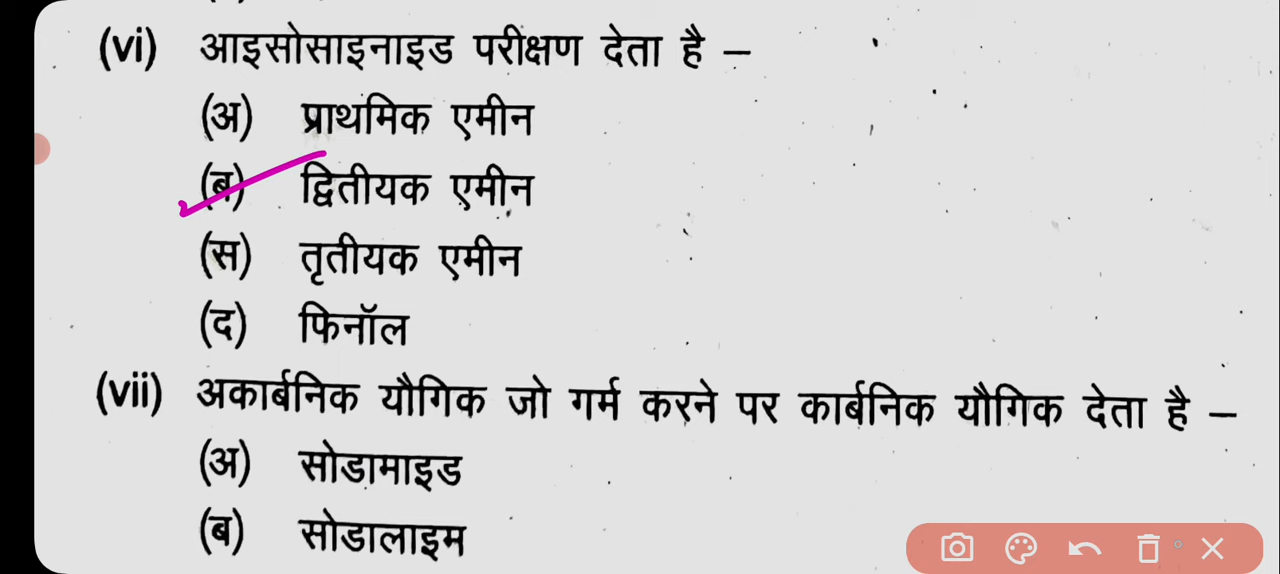 (vi) आइसोसाइनाइड परीक्षण देता है –
(अ) प्राथमिक एमीन
(ब) द्वितीयक एमीन
(स) तृतीयक एमीन
(द) फिनॉल
(vii) अकार्बनिक यौगिक जो गर्म करने पर कार्बनिक यौगिक देता है –
(अ) सोडामाइड
(ब) सोडालाइम